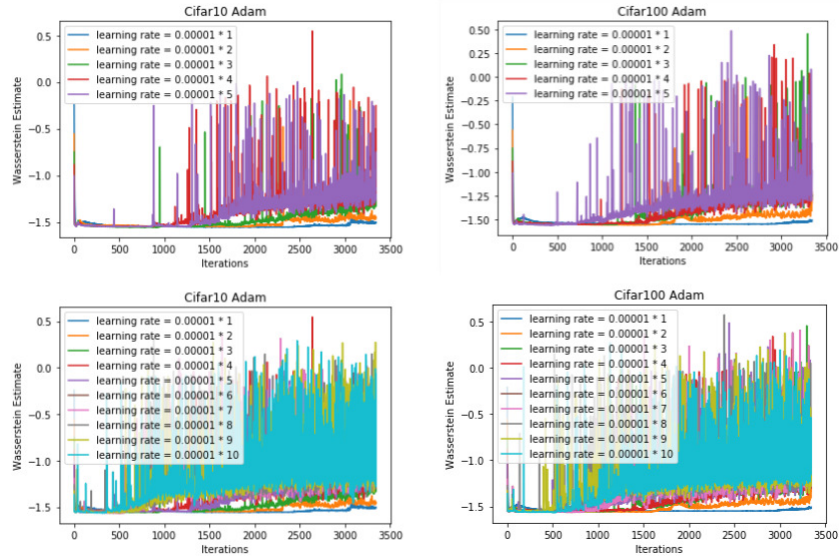 Cifar10 Adam
0.5
0.0
−0.5
−1.0
−1.5
Wasserstein Estimate
learning rate = 0.00001 * 1
learning rate = 0.00001 * 2
learning rate = 0.00001 * 3
learning rate = 0.00001 * 4
learning rate = 0.00001 * 5
0 500 1000 1500 2000 2500 3000 3500
Iterations
Cifar100 Adam
0.50
0.25
0.00
−0.25
−0.50
−0.75
−1.00
−1.25
−1.50
Wasserstein Estimate
learning rate = 0.00001 * 1
learning rate = 0.00001 * 2
learning rate = 0.00001 * 3
learning rate = 0.00001 * 4
learning rate = 0.00001 * 5
0 500 1000 1500 2000 2500 3000 3500
Iterations
Cifar10 Adam
0.5
0.0
−0.5
−1.0
−1.5
Wasserstein Estimate
learning rate = 0.00001 * 1
learning rate = 0.00001 * 2
learning rate = 0.00001 * 3
learning rate = 0.00001 * 4
learning rate = 0.00001 * 5
learning rate = 0.00001 * 6
learning rate = 0.00001 * 7
learning rate = 0.00001 * 8
learning rate = 0.00001 * 9
learning rate = 0.00001 * 10
0 500 1000 1500 2000 2500 3000 3500
Iterations
Cifar100 Adam
0.5
0.0
−0.5
−1.0
−1.5
Wasserstein Estimate
learning rate = 0.00001 * 1
learning rate = 0.00001 * 2
learning rate = 0.00001 * 3
learning rate = 0.00001 * 4
learning rate = 0.00001 * 5
learning rate = 0.00001 * 6
learning rate = 0.00001 * 7
learning rate = 0.00001 * 8
learning rate = 0.00001 * 9
learning rate = 0.00001 * 10
0 500 1000 1500 2000 2500 3000 3500
Iterations